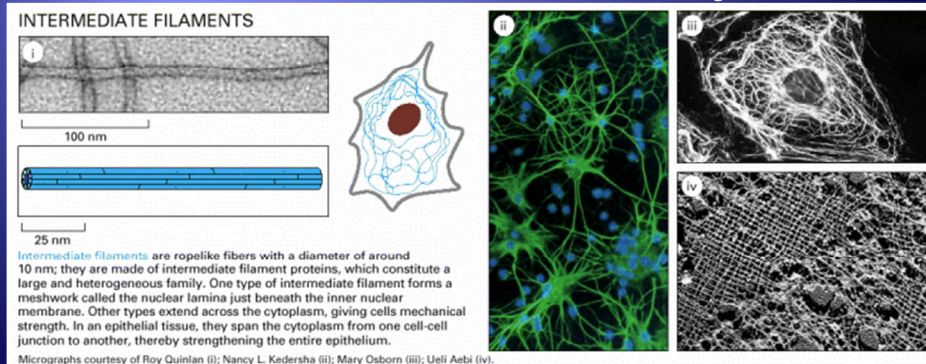 INTERMEDIATE FILAMENTS
i
100 nm
25 nm
Intermediate filaments are ropelike fibers with a diameter of around
10 nm; they are made of intermediate filament proteins, which constitute a
large and heterogeneous family. One type of intermediate filament forms a
meshwork called the nuclear lamina just beneath the inner nuclear
membrane. Other types extend across the cytoplasm, giving cells mechanical
strength. In an epithelial tissue, they span the cytoplasm from one cell-cell
junction to another, thereby strengthening the entire epithelium.
Micrographs courtesy of Roy Quinlan (i); Nancy L. Kedersha (ii); Mary Osborn (iii); Ueli Aebi (iv).
ii
iii
iv